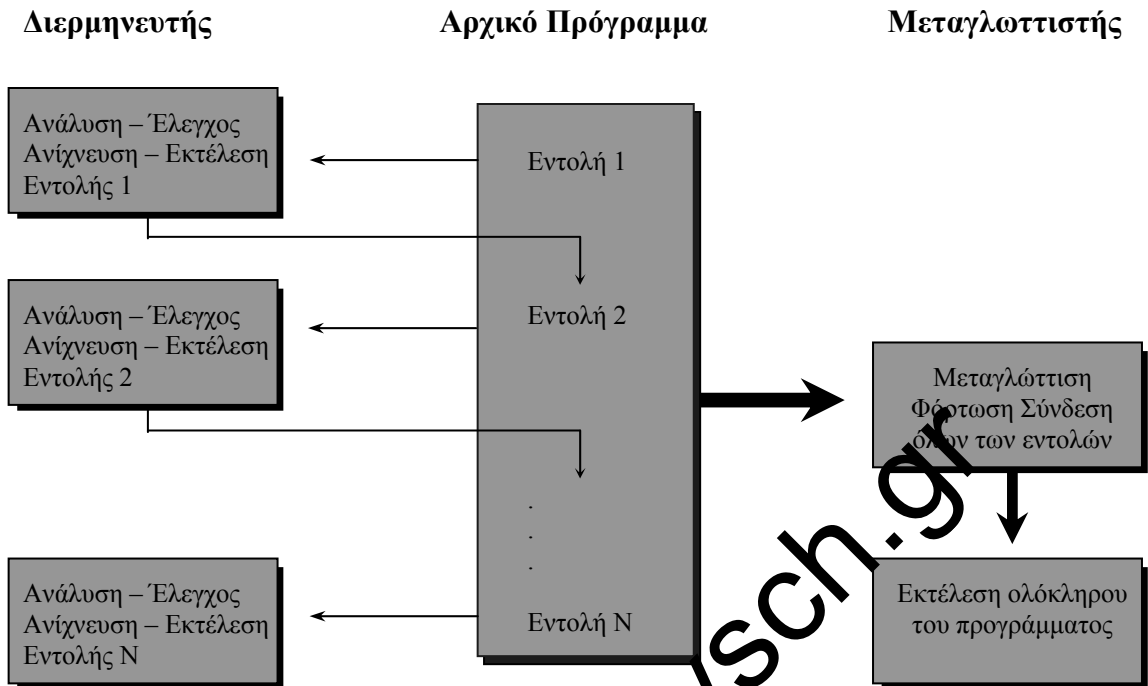 Διερμηνευτής
Αρχικό Πρόγραμμα
Μεταγλωττιστής
Ανάλυση – Έλεγχος
Ανίχνευση – Εκτέλεση
Εντολής 1
Εντολή 1
Ανάλυση – Έλεγχος
Ανίχνευση – Εκτέλεση
Εντολής 2
Εντολή 2
Μεταγλώττιση
Φόρτωση Σύνδεση
όλων των εντολών
.
.
.
Ανάλυση – Έλεγχος
Ανίχνευση – Εκτέλεση
Εντολής Ν
Εντολή Ν
Εκτέλεση ολόκληρου
του προγράμματος
sch.gr